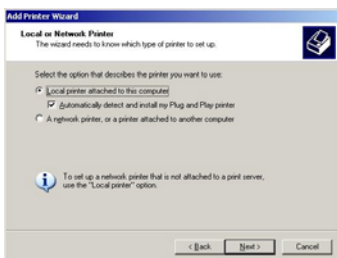 Add Printer Wizard
Local or Network Printer
The wizard needs to know which type of printer to set up.
Select the option that describes the printer you want to use:
Local printer attached to this computer
Automatically detect and install my Plug and Play printer
A network printer, or a printer attached to another computer
To set up a network printer that is not attached to a print server,
use the "Local printer" option.
< Back
Next >
Cancel